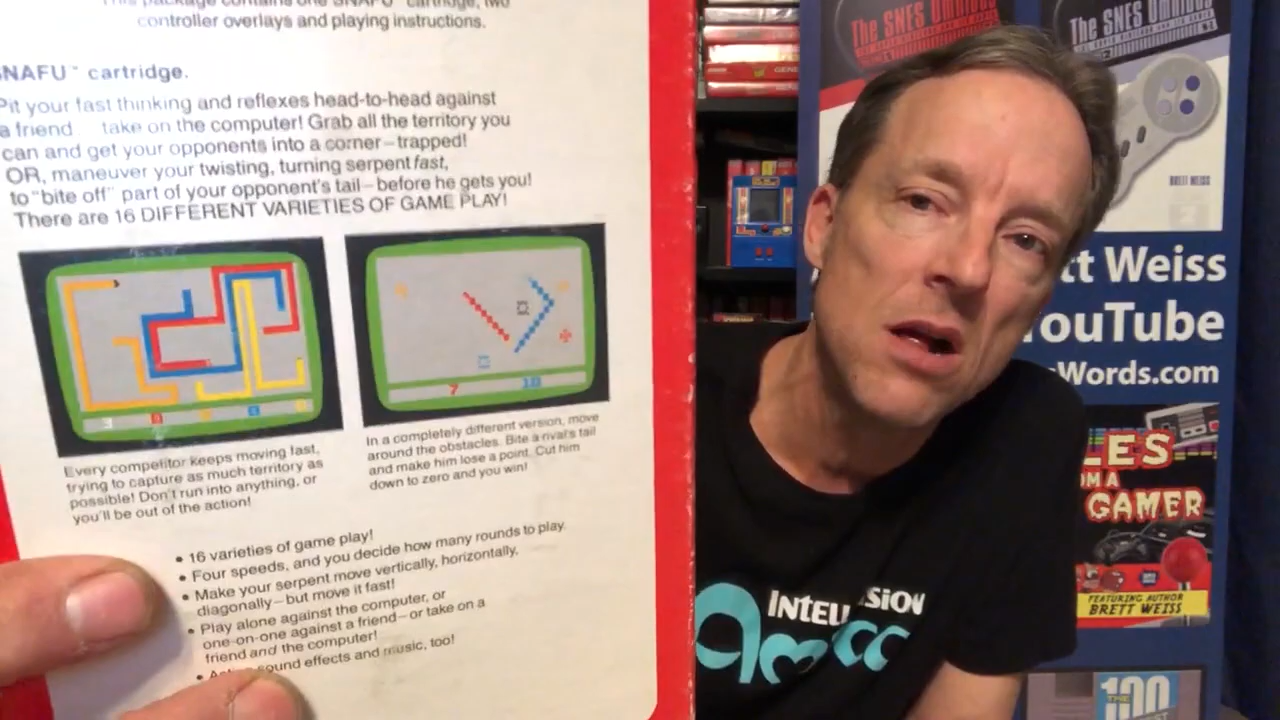 This package contains one SNAFU™ cartridge, two
controller overlays and playing instructions.
SNAFU™ cartridge.
Pit your fast thinking and reflexes head-to-head against
a friend take on the computer! Grab all the territory you
can and get your opponents into a corner—trapped!
OR, maneuver your twisting, turning serpent fast,
to "bite off" part of your opponent's tail—before he gets you!
There are 16 DIFFERENT VARIETIES OF GAME PLAY!
7 10
Every competitor keeps moving fast,
trying to capture as much territory as
possible! Don't run into anything, or
you'll be out of the action!
In a completely different version, move
around the obstacles. Bite a rival's tail
and make him lose a point. Cut him
down to zero and you win!
• 16 varieties of game play!
• Four speeds, and you decide how many rounds to play.
• Make your serpent move vertically, horizontally,
diagonally—but move it fast!
• Play alone against the computer, or
one-on-one against a friend—or take on a
friend and the computer!
• sound effects and music, too!
GENESIS
The SNES Omnibus
The SNES Omnibus
BRETT WEISS
tt Weiss
YouTube
Words.com
LES
OM A
GAMER
FEATURING AUTHOR
BRETT WEISS
THE 100
INTELLIVISION
Amico